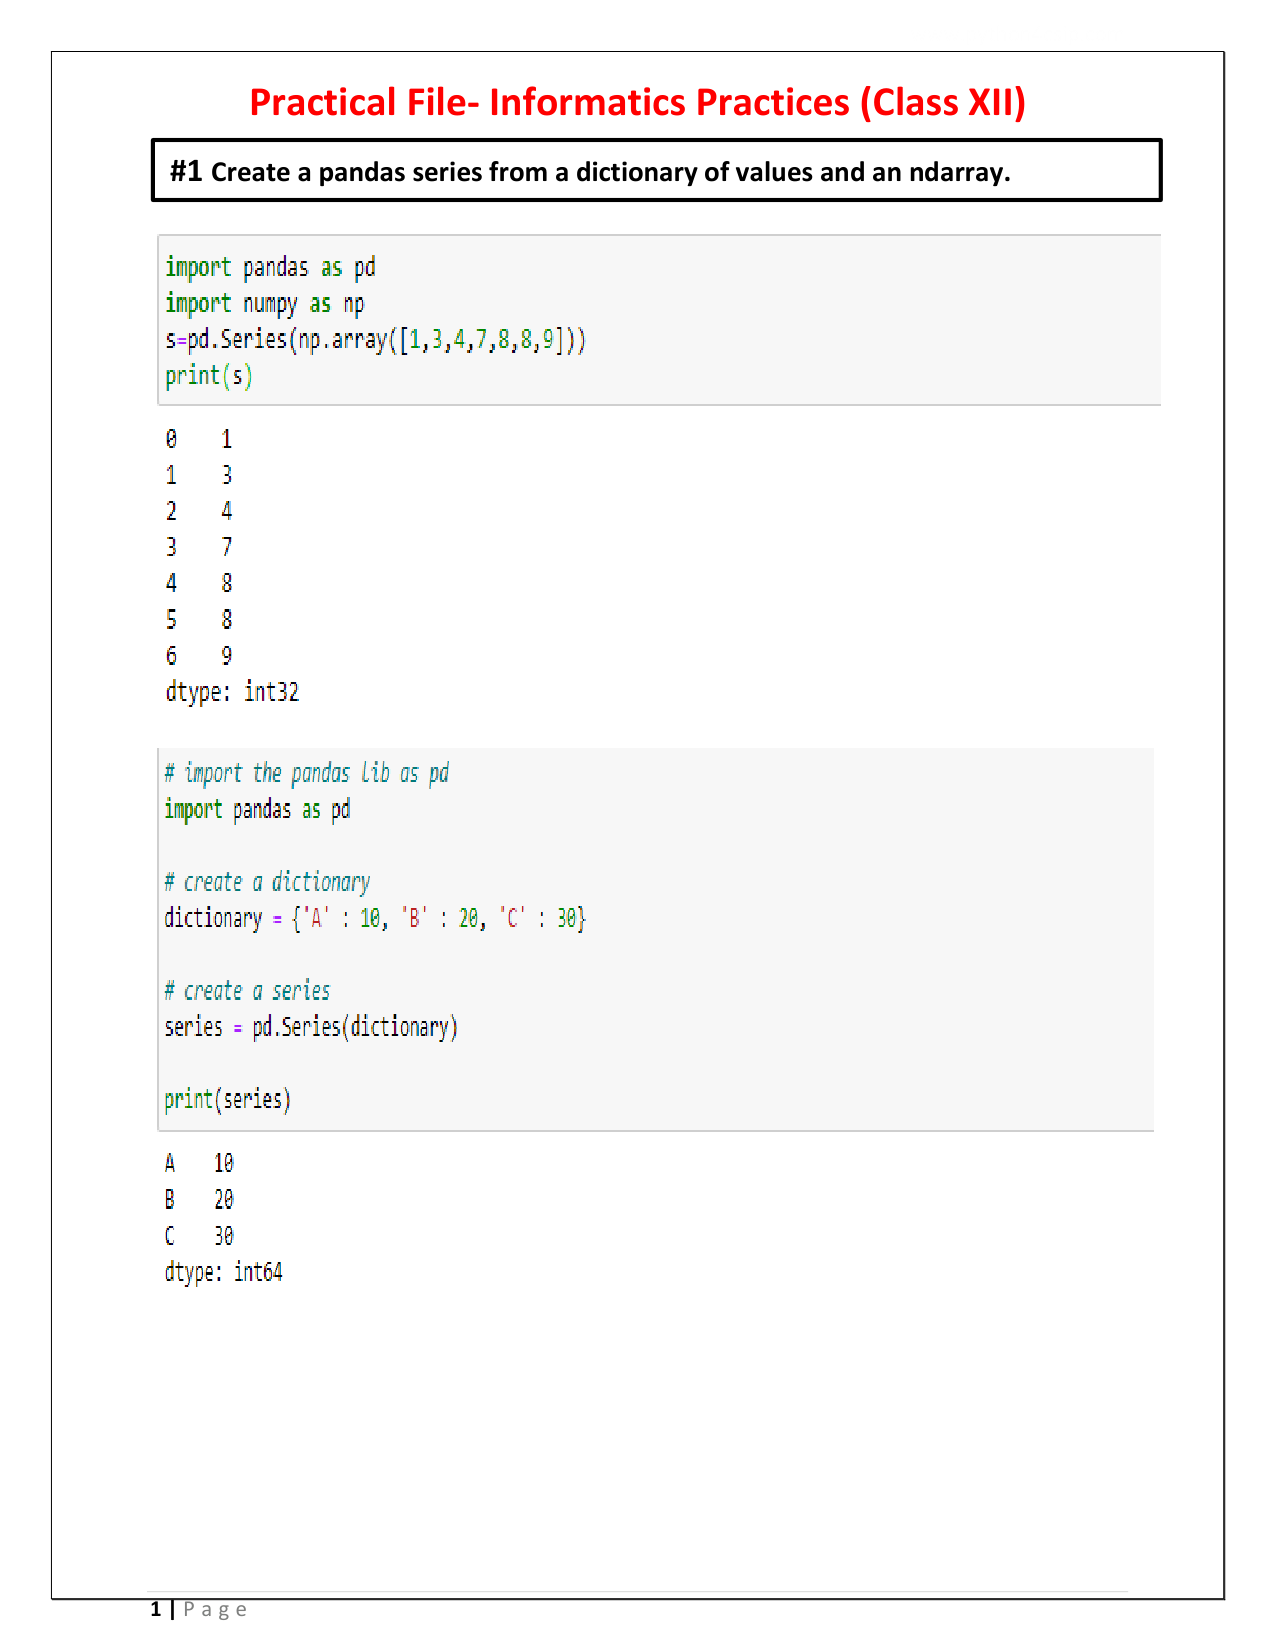 Practical File- Informatics Practices (Class XII)
#1 Create a pandas series from a dictionary of values and an ndarray.
import pandas as pd
import numpy as np
s=pd.Series(np.array([1,3,4,7,8,8,9]))
print(s)
0    1
1    3
2    4
3    7
4    8
5    8
6    9
dtype: int32
# import the pandas lib as pd
import pandas as pd
# create a dictionary
dictionary = {'A' : 10, 'B' : 20, 'C' : 30}
# create a series
series = pd.Series(dictionary)
print(series)
A    10
B    20
C    30
dtype: int64
1 | Page